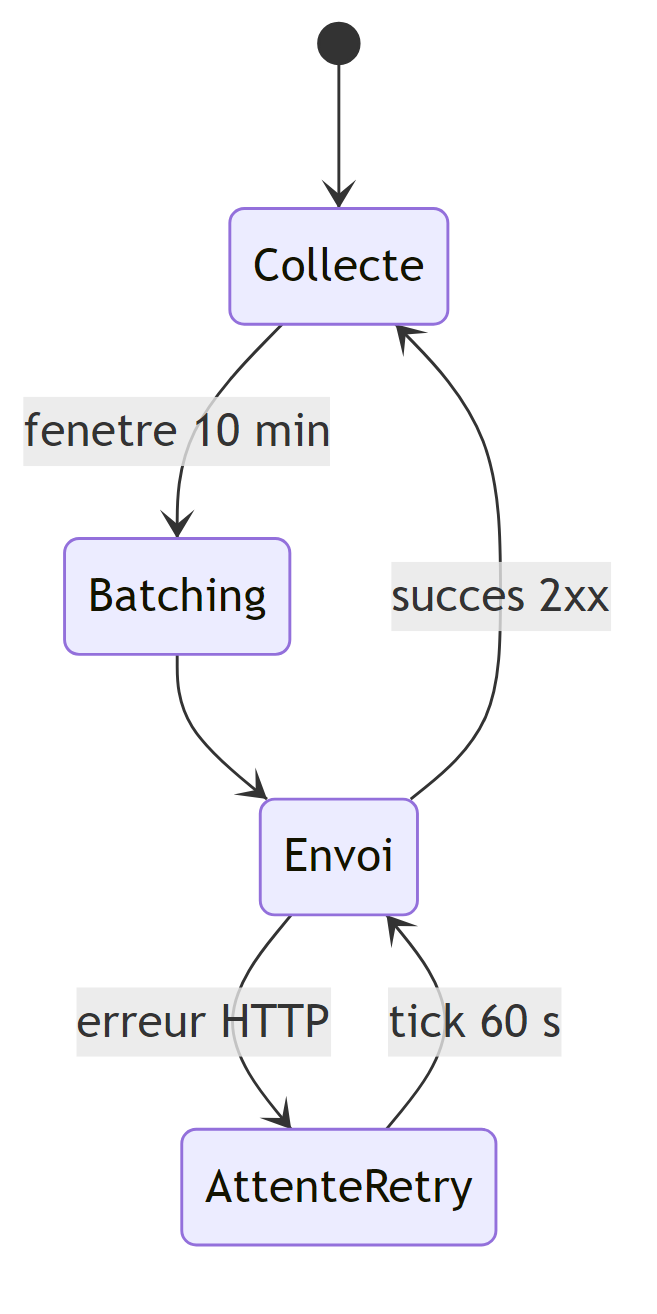 Collecte
fenetre 10 min
Batching
succes 2xx
Envoi
erreur HTTP
tick 60 s
AttenteRetry